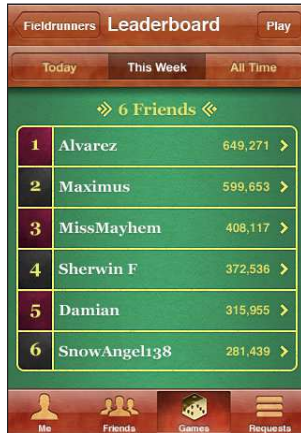 Fieldrunners Leaderboard Play
Today This Week All Time
6 Friends
1 Alvarez 649,271
2 Maximus 599,653
3 MissMayhem 408,117
4 Sherwin F 372,536
5 Damian 315,955
6 SnowAngel138 281,439
Me Friends Games Requests